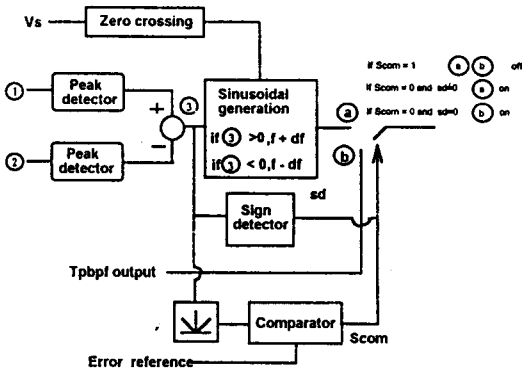 Vs
Zero crossing
1
Peak
detector
+
3
−
2
Peak
detector
Sinusoidal
generation
if 3 >0,f + df
if 3 < 0,f - df
a
b
if Scom = 1 a b off
if Scom = 0 and sd≠0 a on
if Scom = 0 and sd=0 b on
sd
Sign
detector
Tpbpf output
Comparator
Scom
Error reference